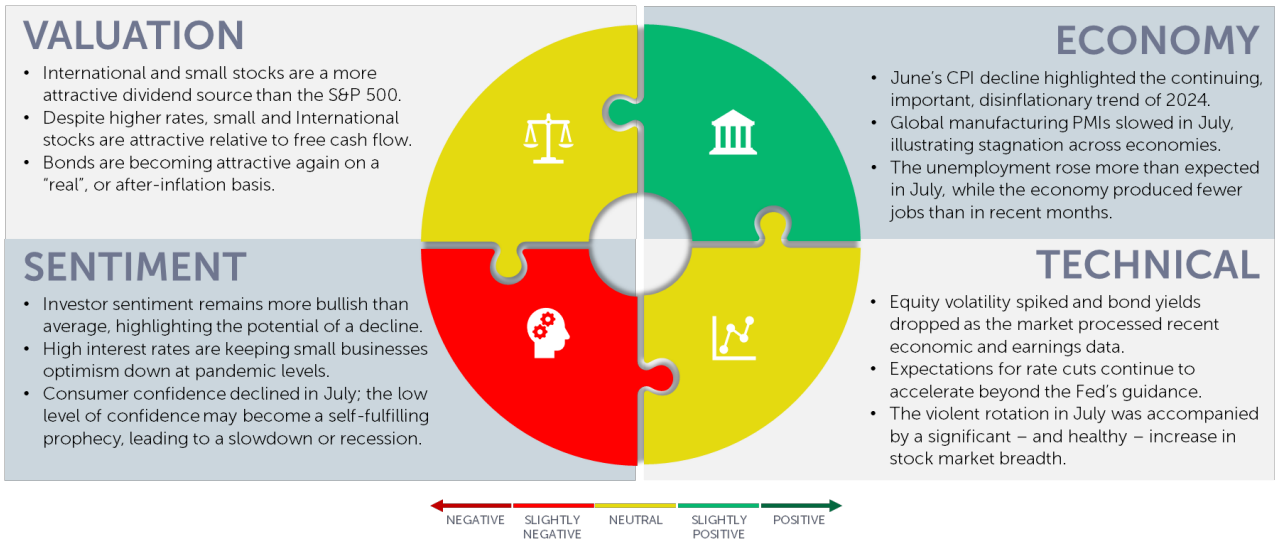 VALUATION
• International and small stocks are a more
attractive dividend source than the S&P 500.
• Despite higher rates, small and International
stocks are attractive relative to free cash flow.
• Bonds are becoming attractive again on a
“real”, or after-inflation basis.
ECONOMY
• June’s CPI decline highlighted the continuing,
important, disinflationary trend of 2024.
• Global manufacturing PMIs slowed in July,
illustrating stagnation across economies.
• The unemployment rose more than expected
in July, while the economy produced fewer
jobs than in recent months.
SENTIMENT
• Investor sentiment remains more bullish than
average, highlighting the potential of a decline.
• High interest rates are keeping small businesses
optimism down at pandemic levels.
• Consumer confidence declined in July; the low
level of confidence may become a self-fulfilling
prophecy, leading to a slowdown or recession.
TECHNICAL
• Equity volatility spiked and bond yields
dropped as the market processed recent
economic and earnings data.
• Expectations for rate cuts continue to
accelerate beyond the Fed’s guidance.
• The violent rotation in July was accompanied
by a significant – and healthy – increase in
stock market breadth.
NEGATIVE
SLIGHTLY
NEGATIVE
NEUTRAL
SLIGHTLY
POSITIVE
POSITIVE